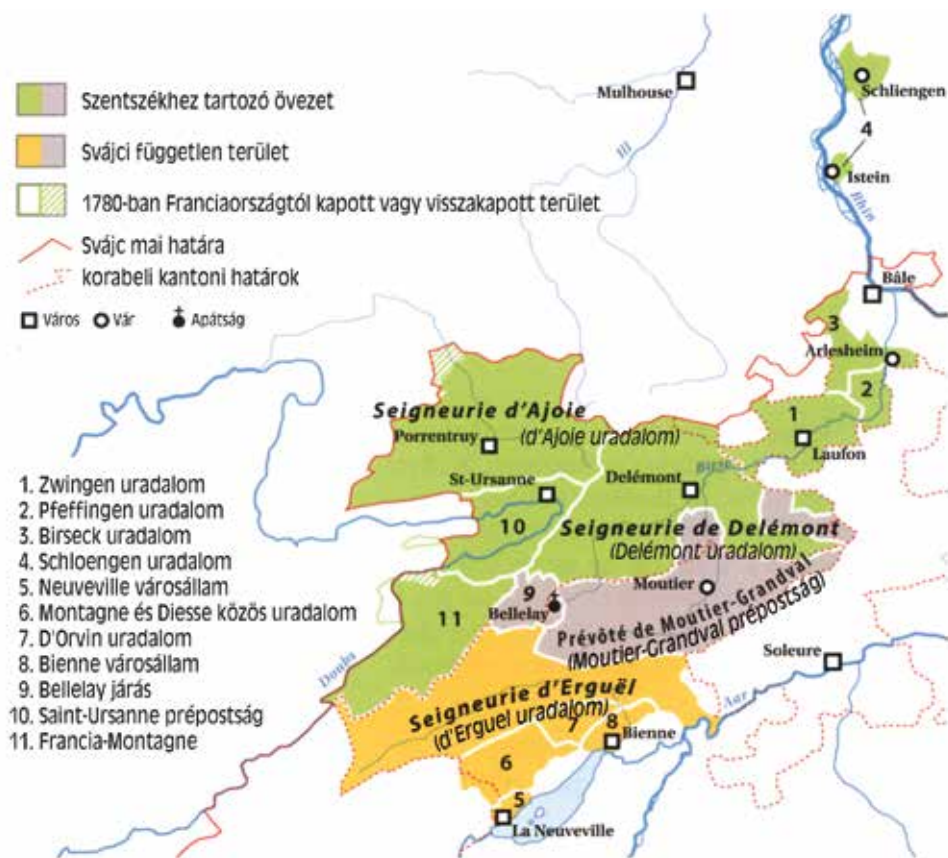 Szentszékhez tartozó övezet
Svájci független terület
1780-ban Franciaországtól kapott vagy visszakapott terület
Svájc mai határa
korabeli kantoni határok
Város
Vár
Apátság
Mulhouse
Ill
Schliengen
4
Istein
Rhin
Bâle
3
Arlesheim
2
1
Laufon
Seigneurie d'Ajoie
(d'Ajoie uradalom)
Porrentruy
St-Ursanne
Delémont
Birse
10
Seigneurie de Delémont
(Delémont uradalom)
Moutier
9
Bellelay
11
Prévôté de Moutier-Grandval
(Moutier-Grandval prépostság)
Soleure
Doubs
Aar
Seigneurie d'Erguël
(d'Erguel uradalom)
7
8
Bienne
6
5
La Neuveville
1. Zwingen uradalom
2. Pfeffingen uradalom
3. Birseck uradalom
4. Schloengen uradalom
5. Neuveville városállam
6. Montagne és Diesse közös uradalom
7. D'Orvin uradalom
8. Bienne városállam
9. Bellelay járás
10. Saint-Ursanne prépostság
11. Francia-Montagne